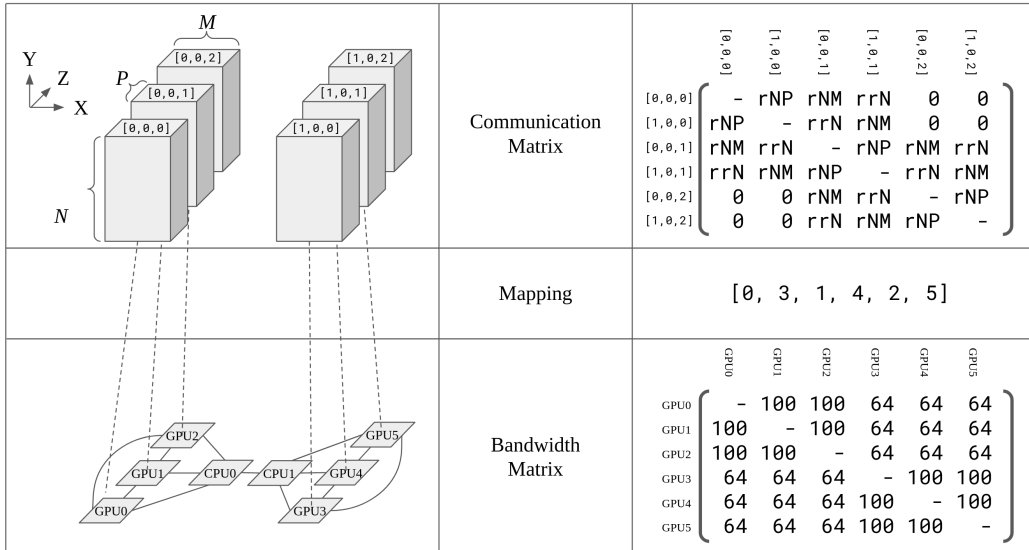 M
[0,0,2]
[1,0,2]
Y
Z
X
P
[0,0,1]
[1,0,1]
[0,0,0]
[1,0,0]
N
Communication
Matrix
[0,0,0] [1,0,0] [0,0,1] [1,0,1] [0,0,2] [1,0,2]
[0,0,0] - rNP rNM rrN 0 0
[1,0,0] rNP - rrN rNM 0 0
[0,0,1] rNM rrN - rNP rNM rrN
[1,0,1] rrN rNM rNP - rrN rNM
[0,0,2] 0 0 rNM rrN - rNP
[1,0,2] 0 0 rrN rNM rNP -
Mapping
[0, 3, 1, 4, 2, 5]
GPU2
GPU5
GPU1
CPU0
CPU1
GPU4
GPU0
GPU3
Bandwidth
Matrix
GPU0 GPU1 GPU2 GPU3 GPU4 GPU5
GPU0 - 100 100 64 64 64
GPU1 100 - 100 64 64 64
GPU2 100 100 - 64 64 64
GPU3 64 64 64 - 100 100
GPU4 64 64 64 100 - 100
GPU5 64 64 64 100 100 -